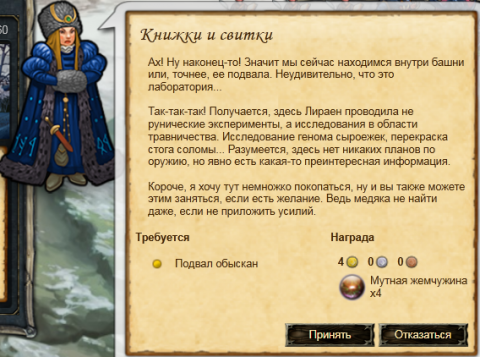 60
Книжки и свитки
Ах! Ну наконец-то! Значит мы сейчас находимся внутри башни
или, точнее, ее подвала. Неудивительно, что это
лаборатория...
Так-так-так! Получается, здесь Лираен проводила не
рунические эксперименты, а исследования в области
травничества. Исследование генома сыроежек, перекраска
стога соломы... Разумеется, здесь нет никаких планов по
оружию, но явно есть какая-то преинтересная информация.
Короче, я хочу тут немножко покопаться, ну и вы также можете
этим заняться, если есть желание. Ведь медяка не найти
даже, если не приложить усилий.
Требуется
Награда
Подвал обыскан
4 0 0
Мутная жемчужина
x4
Принять
Отказаться